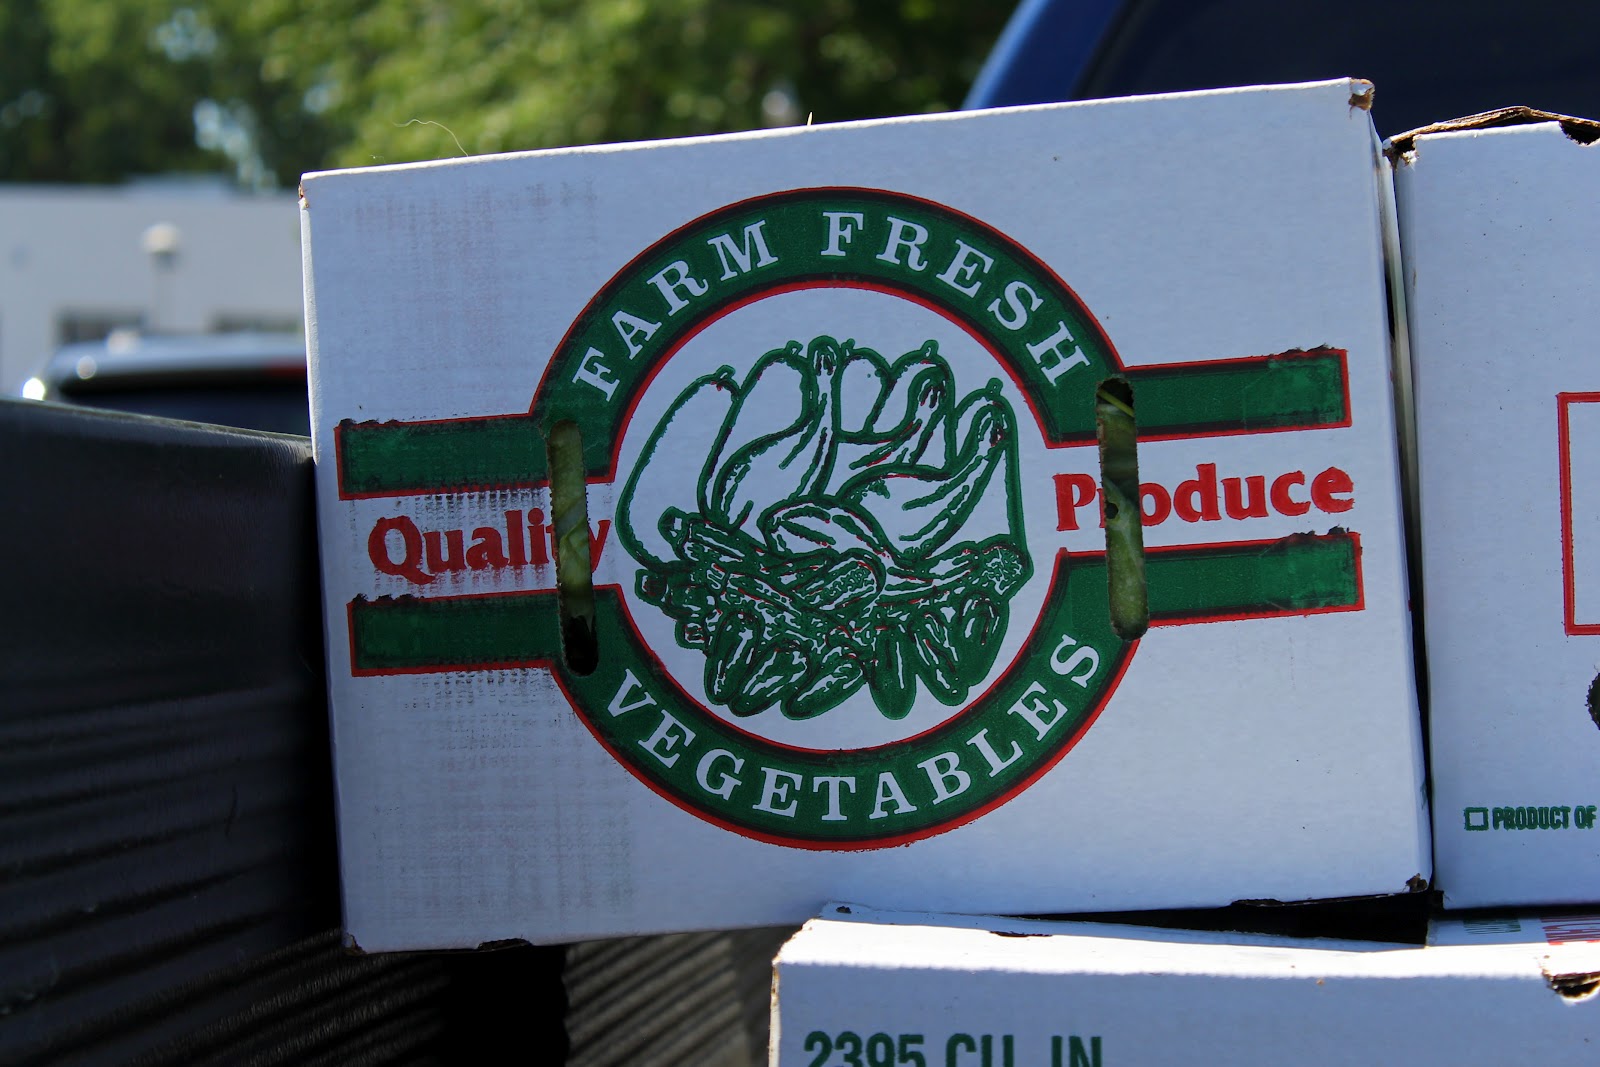 FARM FRESH
Quality Produce
VEGETABLES
PRODUCT OF
2395 CU. IN.